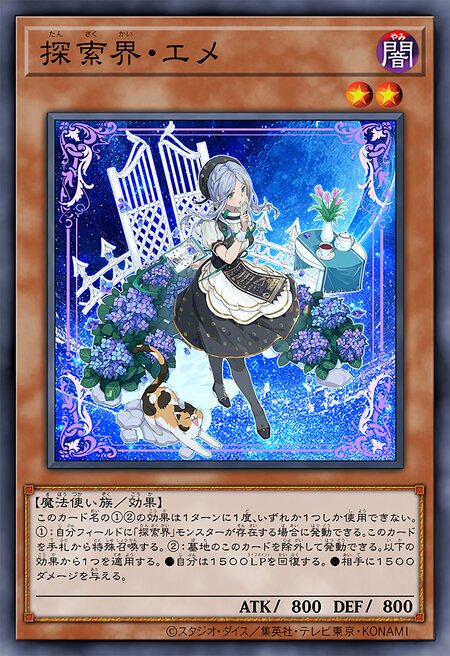 探索界・エメ
闇
【魔法使い族/効果】
このカード名の①②の効果は1ターンに1度、いずれか1つしか使用できない。
①:自分フィールドに「探索界」モンスターが存在する場合に発動できる。このカード
を手札から特殊召喚する。②:墓地のこのカードを除外して発動できる。以下の
効果から1つを適用する。●自分は1500LPを回復する。●相手に1500
ダメージを与える。
ATK/ 800 DEF/ 800
©スタジオ・ダイス/集英社・テレビ東京・KONAMI